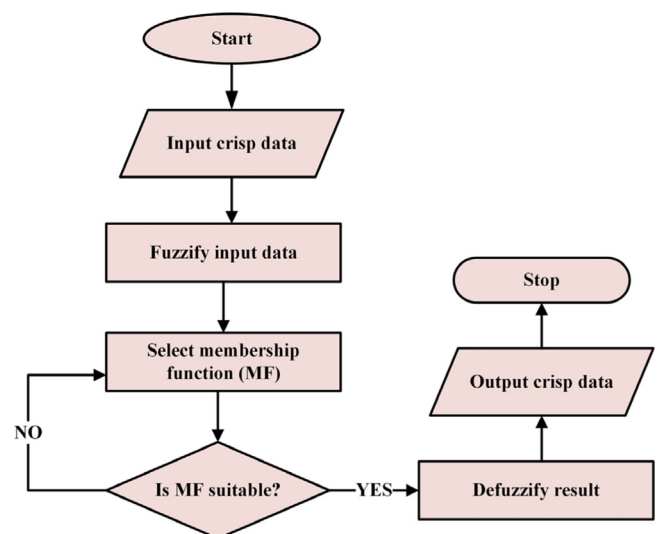 Start
Input crisp data
Fuzzify input data
Select membership
function (MF)
NO
Is MF suitable?
YES
Defuzzify result
Output crisp data
Stop